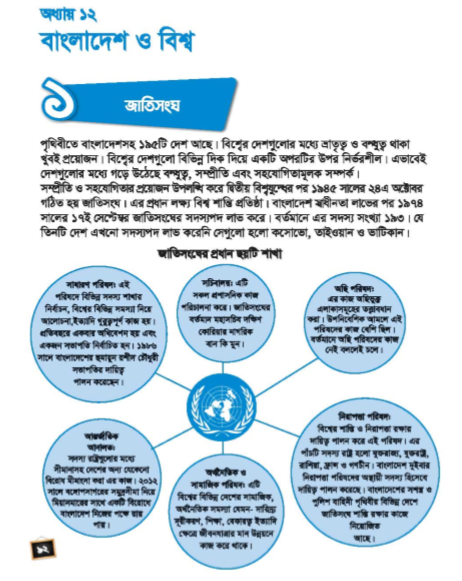 অধ্যায় ১২
বাংলাদেশ ও বিশ্ব
১
জাতিসংঘ
পৃথিবীতে বাংলাদেশসহ ১৯৫টি দেশ আছে। বিশ্বের দেশগুলোর মধ্যে ভ্রাতৃত্ব ও বন্ধুত্ব থাকা
খুবই প্রয়োজন। বিশ্বের দেশগুলো বিভিন্ন দিক দিয়ে একটি অপরটির উপর নির্ভরশীল। এভাবেই
দেশগুলোর মধ্যে গড়ে উঠেছে বন্ধুত্ব, সম্প্রীতি এবং সহযোগিতামূলক সম্পর্ক।
সম্প্রীতি ও সহযোগিতার প্রয়োজন উপলব্ধি করে দ্বিতীয় বিশ্বযুদ্ধের পর ১৯৪৫ সালের ২৪এ অক্টোবর
গঠিত হয় জাতিসংঘ। এর প্রধান লক্ষ্য বিশ্ব শান্তি প্রতিষ্ঠা। বাংলাদেশ স্বাধীনতা লাভের পর ১৯৭৪
সালের ১৭ই সেপ্টেম্বর জাতিসংঘের সদস্যপদ লাভ করে। বর্তমানে এর সদস্য সংখ্যা ১৯৩। যে
তিনটি দেশ এখনো সদস্যপদ লাভ করেনি সেগুলো হলো কসোভো, তাইওয়ান ও ভাটিকান।
জাতিসংঘের প্রধান ছয়টি শাখা
সাধারণ পরিষদ: এই
পরিষদে বিভিন্ন সদস্য শাখার
নির্বাচন, বিশ্বের বিভিন্ন সমস্যা নিয়ে
আলোচনা,ইত্যাদি গুরুত্বপূর্ণ কাজ হয়।
প্রতিবছরে একবার অধিবেশন হয় এবং
একজন সভাপতি নির্বাচিত হন। ১৯৮৬
সালে বাংলাদেশের হুমায়ুন রশীদ চৌধুরী
সভাপতির দায়িত্ব
পালন করেছেন।
সচিবালয়: এটি
সকল প্রশাসনিক কাজ
পরিচালনা করে। জাতিসংঘের
বর্তমান মহাসচিব দক্ষিণ
কোরিয়ার নাগরিক
বান কি মুন।
অছি পরিষদ:
এর কাজ অছিভুক্ত
এলাকাসমূহের তত্ত্বাবধান
করা। উপনিবেশিক আমলে এই
পরিষদের কাজ বেশি ছিল।
বর্তমানে অছি পরিষদের কাজ
নেই বললেই চলে।
আন্তর্জাতিক
আদালত:
সদস্য রাষ্ট্রগুলোর মধ্যে
সীমানাসহ দেশের অন্য যেকোনো
বিরোধ মীমাংসা করা এর কাজ। ২০১২
সালে বঙ্গোপসাগরের সমুদ্রসীমা নিয়ে
মিয়ানমারের সাথে একটি বিরোধে
বাংলাদেশ নিজের পক্ষে রায়
পায়।
অর্থনৈতিক ও
সামাজিক পরিষদ: এটি
বিশ্বের বিভিন্ন দেশের সামাজিক,
অর্থনৈতিক সমস্যা যেমন- দারিদ্র্য
দূরীকরণ, শিক্ষা, বেকারত্ব ইত্যাদি
ক্ষেত্রে জীবনযাত্রার মান উন্নয়নে
কাজ করে থাকে।
নিরাপত্তা পরিষদ:
বিশ্বের শান্তি ও নিরাপত্তা রক্ষার
দায়িত্ব পালন করে এই পরিষদ। এর
পাঁচটি সদস্য রাষ্ট্র হলো যুক্তরাজ্য, যুক্তরাষ্ট্র,
রাশিয়া, ফ্রান্স ও গণচীন। বাংলাদেশ দুইবার
নিরাপত্তা পরিষদের অস্থায়ী সদস্য হিসেবে
দায়িত্ব পালন করেছে। বাংলাদেশের সশস্ত্র ও
পুলিশ বাহিনী পৃথিবীর বিভিন্ন দেশে
জাতিসংঘ শান্তি রক্ষার কাজে
নিয়োজিত
আছে।
৯২